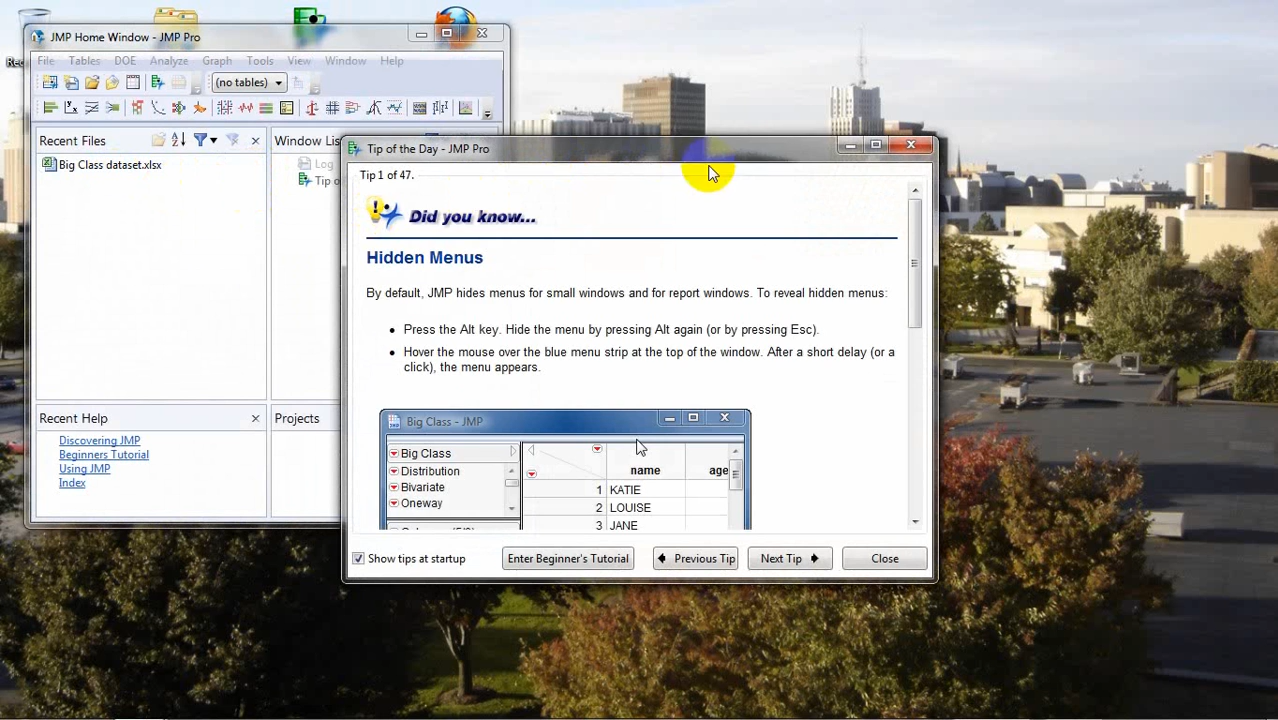 JMP Home Window - JMP Pro
File Tables DOE Analyze Graph Tools View Window Help
(no tables)
Recent Files
Window Lis
Big Class dataset.xlsx
Log
Tip o
Recent Help
Projects
Discovering JMP
Beginners Tutorial
Using JMP
Index
Tip of the Day - JMP Pro
Tip 1 of 47.
Did you know...
Hidden Menus
By default, JMP hides menus for small windows and for report windows. To reveal hidden menus:
• Press the Alt key. Hide the menu by pressing Alt again (or by pressing Esc).
• Hover the mouse over the blue menu strip at the top of the window. After a short delay (or a
click), the menu appears.
Big Class - JMP
Big Class
Distribution
Bivariate
Oneway
name age
1 KATIE
2 LOUISE
3 JANE
Show tips at startup
Enter Beginner's Tutorial
Previous Tip
Next Tip
Close